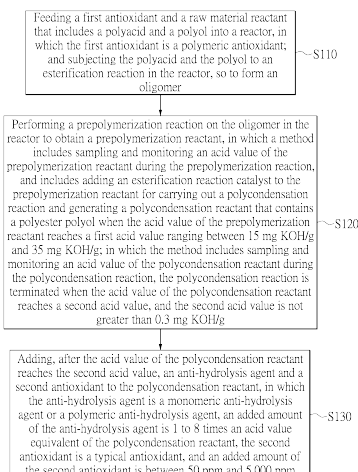 Feeding a first antioxidant and a raw material reactant
that includes a polyacid and a polyol into a reactor, in
which the first antioxidant is a polymeric antioxidant;
and subjecting the polyacid and the polyol to an
esterification reaction in the reactor, so to form an
oligomer
S110
Performing a prepolymerization reaction on the oligomer in the
reactor to obtain a prepolymerization reactant, in which a method
includes sampling and monitoring an acid value of the
prepolymerization reactant during the prepolymerization reaction,
and includes adding an esterification reaction catalyst to the
prepolymerization reactant for carrying out a polycondensation
reaction and generating a polycondensation reactant that contains
a polyester polyol when the acid value of the prepolymerization
reactant reaches a first acid value ranging between 15 mg KOH/g
and 35 mg KOH/g; in which the method includes sampling and
monitoring an acid value of the polycondensation reactant during
the polycondensation reaction, the polycondensation reaction is
terminated when the acid value of the polycondensation reactant
reaches a second acid value, and the second acid value is not
greater than 0.3 mg KOH/g
S120
Adding, after the acid value of the polycondensation reactant
reaches the second acid value, an anti-hydrolysis agent and a
second antioxidant to the polycondensation reactant, in which
the anti-hydrolysis agent is a monomeric anti-hydrolysis
agent or a polymeric anti-hydrolysis agent, an added amount
of the anti-hydrolysis agent is 1 to 8 times an acid value
equivalent of the polycondensation reactant, the second
antioxidant is a typical antioxidant, and an added amount of
the second antioxidant is between 50 ppm and 5,000 ppm
S130